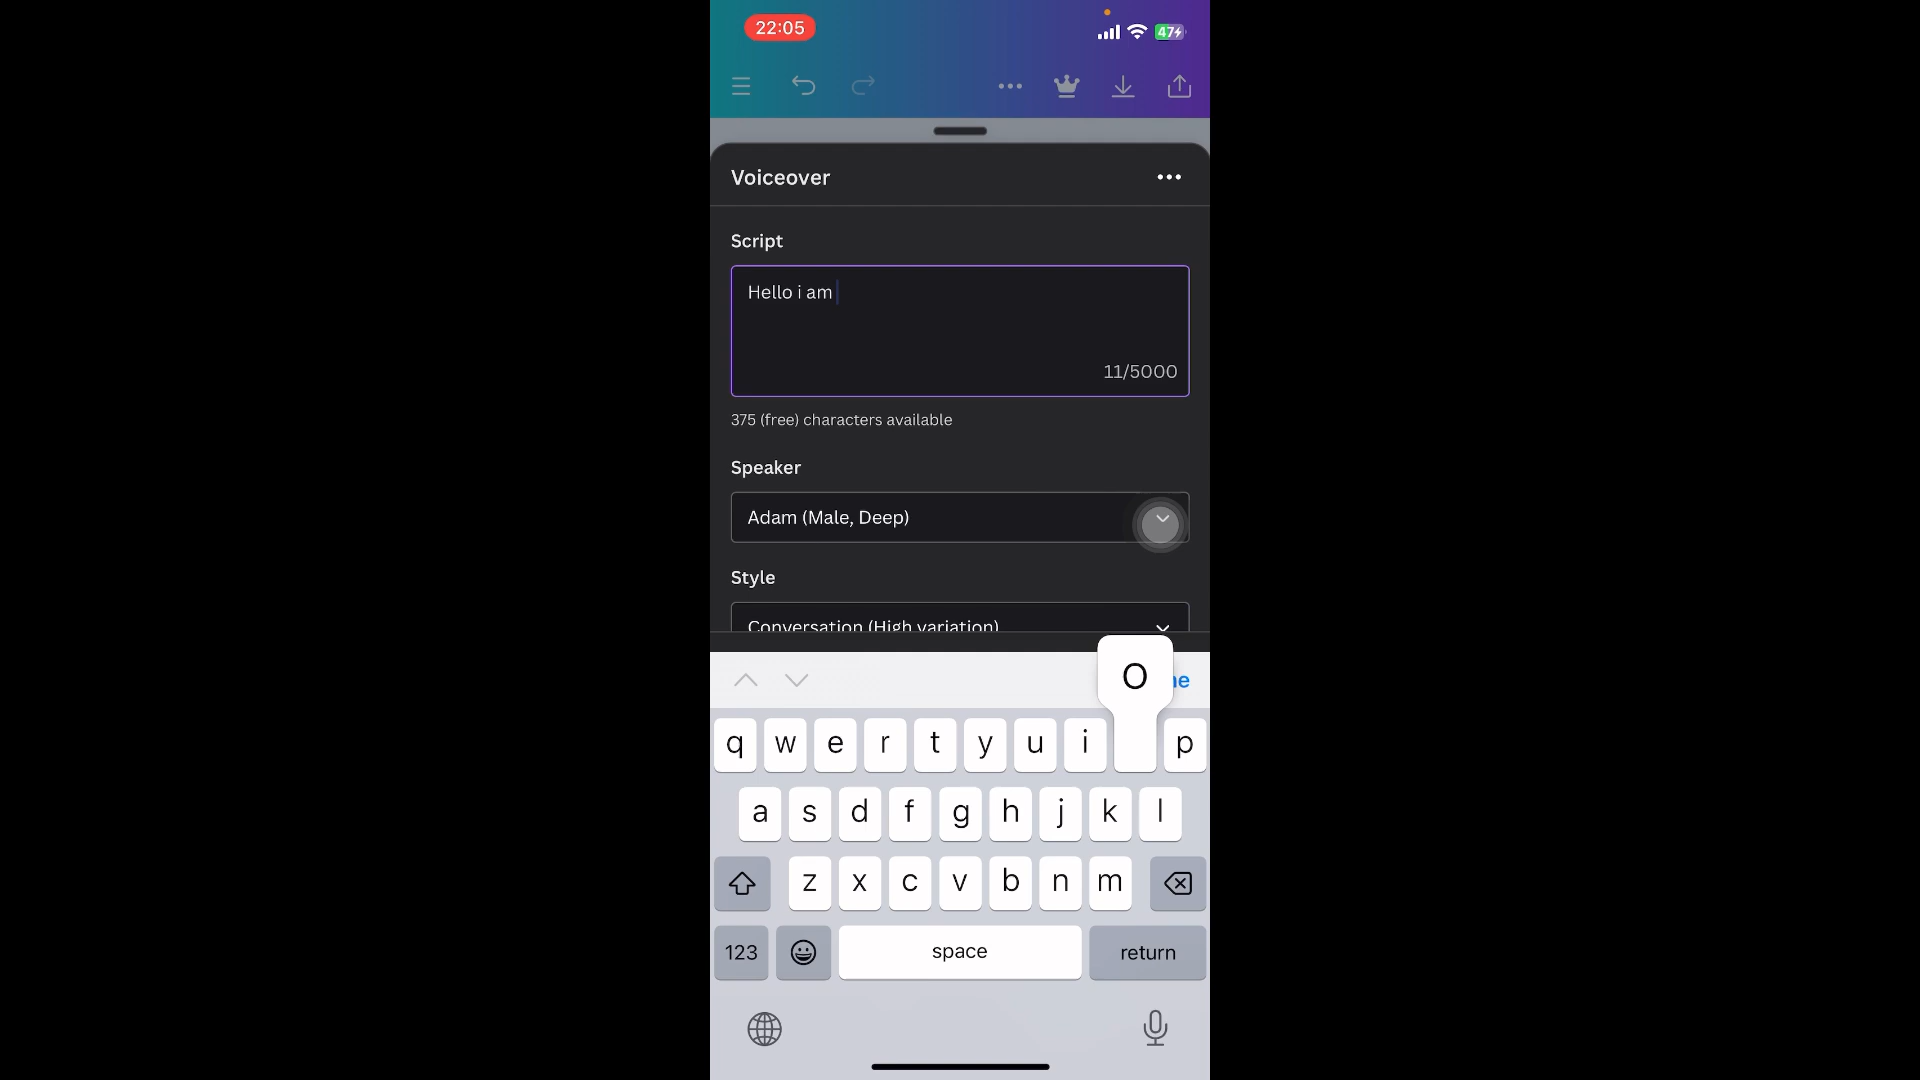 22:05
47
Voiceover
Script
Hello i am
11/5000
375 (free) characters available
Speaker
Adam (Male, Deep)
Style
Conversation (High variation)
O
ne
q w e r t y u i p
a s d f g h j k l
z x c v b n m
123 space return